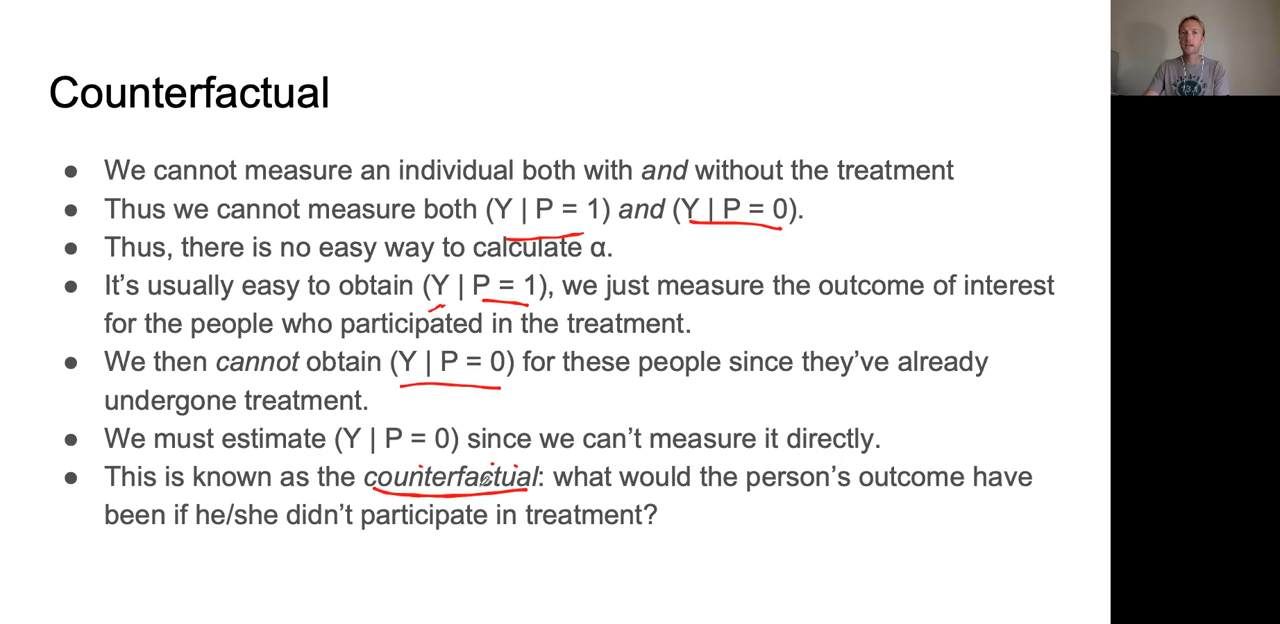 Counterfactual
● We cannot measure an individual both with and without the treatment
● Thus we cannot measure both (Y | P = 1) and (Y | P = 0).
● Thus, there is no easy way to calculate α.
● It’s usually easy to obtain (Y | P = 1), we just measure the outcome of interest
for the people who participated in the treatment.
● We then cannot obtain (Y | P = 0) for these people since they’ve already
undergone treatment.
● We must estimate (Y | P = 0) since we can’t measure it directly.
● This is known as the counterfactual: what would the person’s outcome have
been if he/she didn’t participate in treatment?
13.1